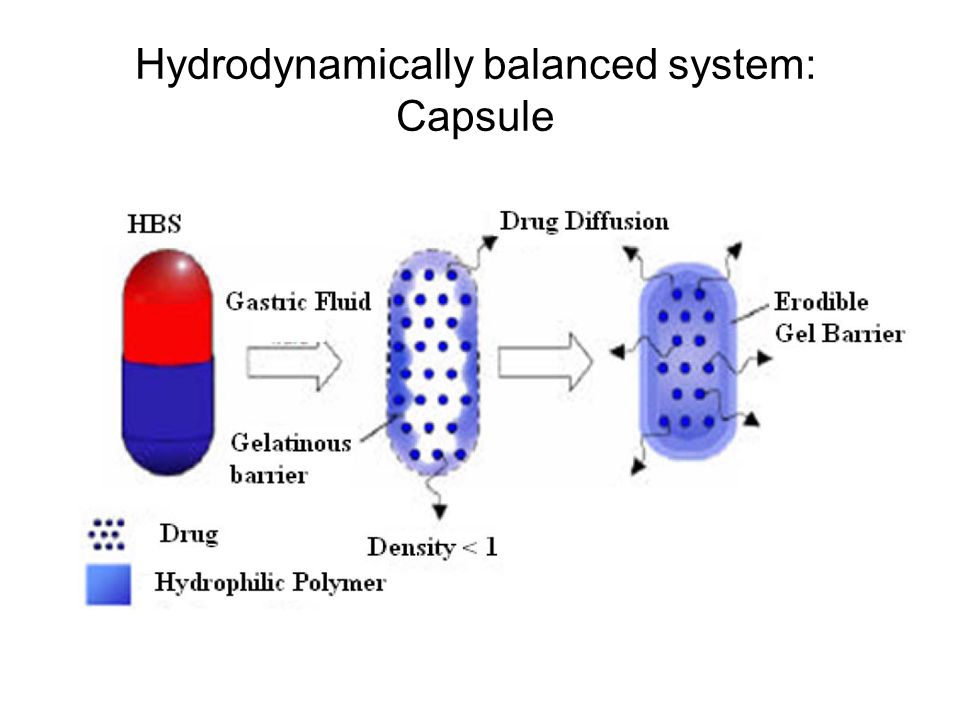 Hydrodynamically balanced system:
Capsule
HBS
Drug Diffusion
Gastric Fluid
Erodible
Gel Barrier
Gelatinous
barrier
Drug
Density < 1
Hydrophilic Polymer